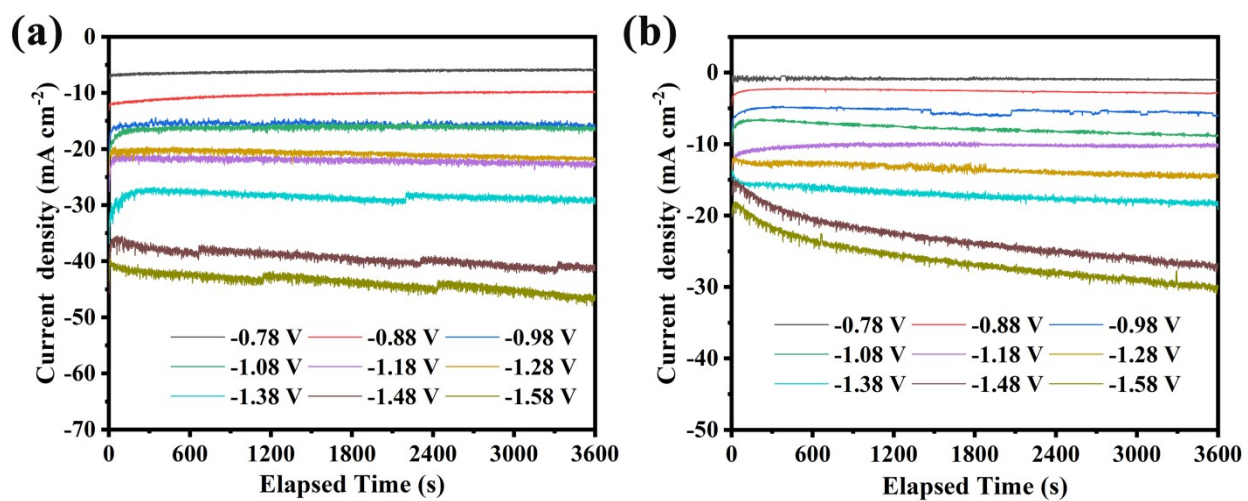 (a)
Current density (mA cm⁻²)
0
-10
-20
-30
-40
-50
-60
-70
-0.78 V -0.88 V -0.98 V
-1.08 V -1.18 V -1.28 V
-1.38 V -1.48 V -1.58 V
0 600 1200 1800 2400 3000 3600
Elapsed Time (s)
(b)
Current density (mA cm⁻²)
0
-10
-20
-30
-40
-50
-0.78 V -0.88 V -0.98 V
-1.08 V -1.18 V -1.28 V
-1.38 V -1.48 V -1.58 V
0 600 1200 1800 2400 3000 3600
Elapsed Time (s)